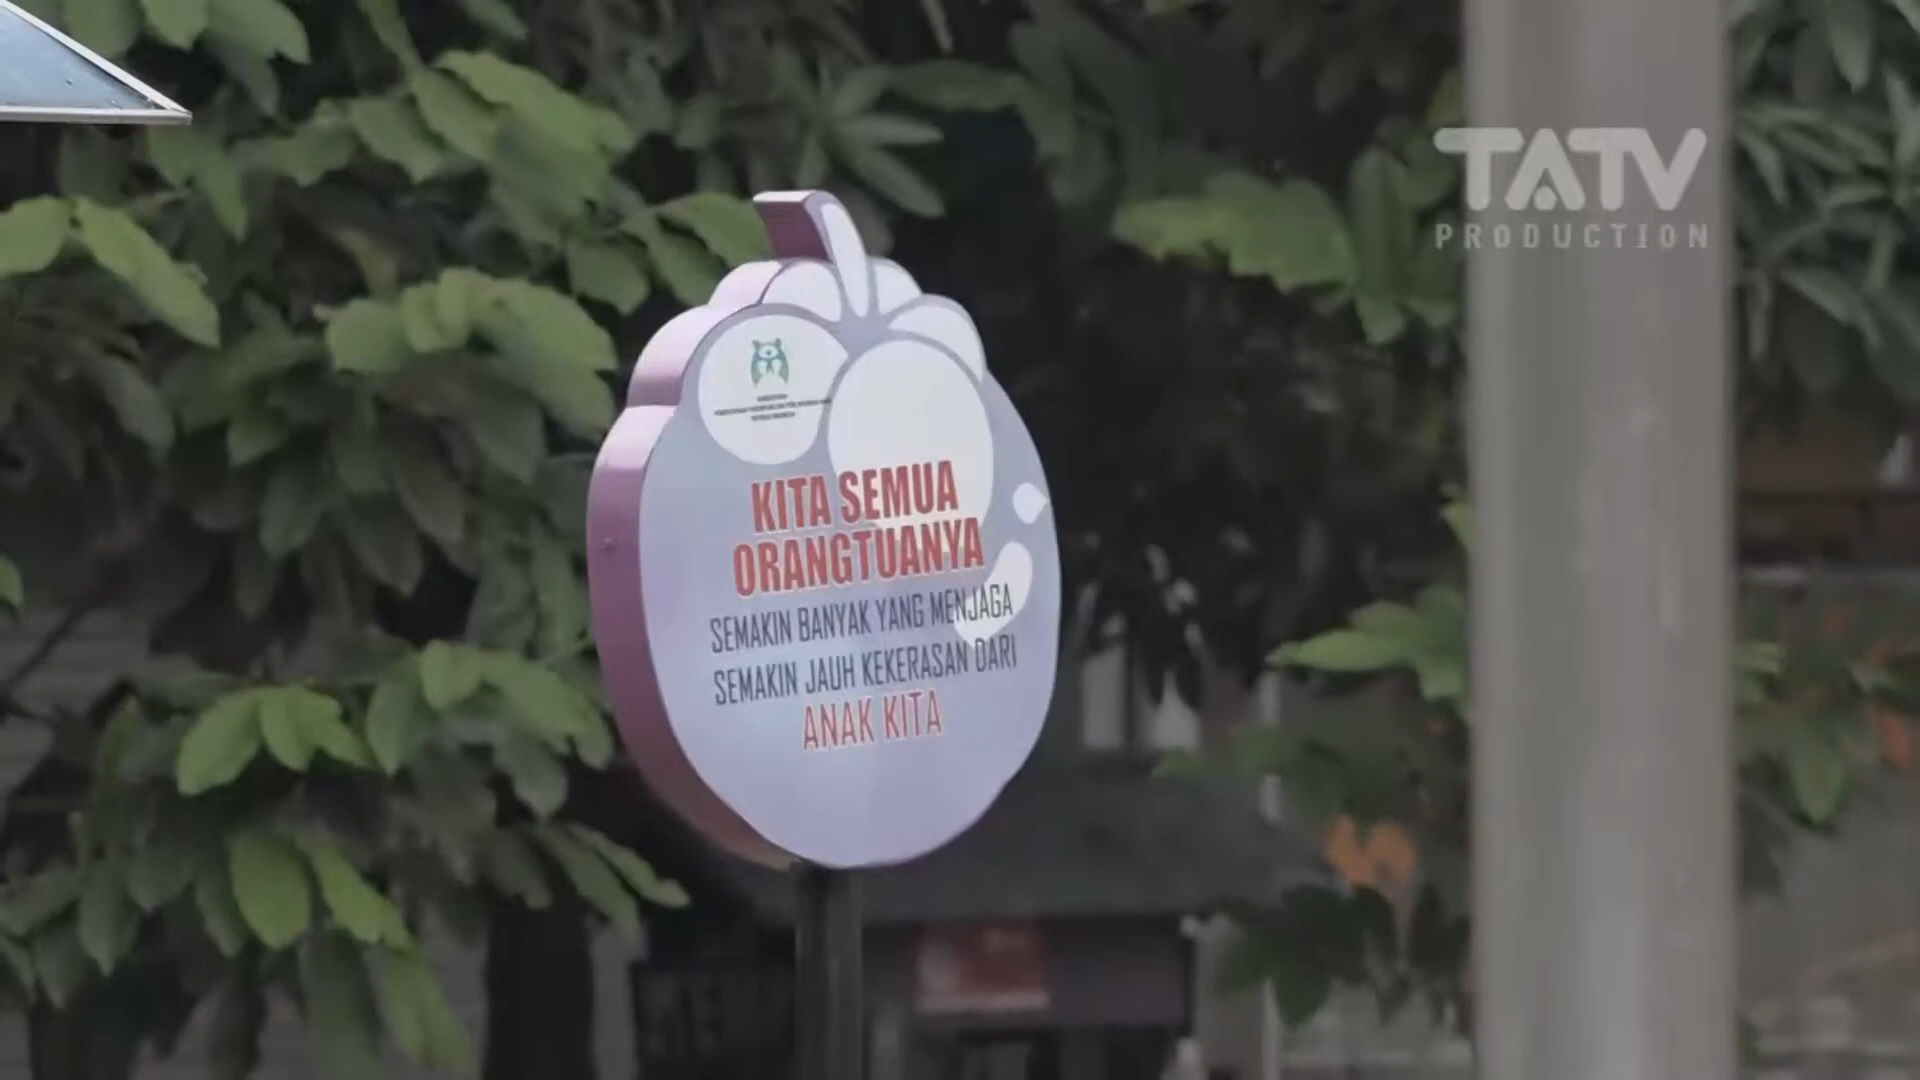 TATV
PRODUCTION
KITA SEMUA
ORANGTUANYA
SEMAKIN BANYAK YANG MENJAGA
SEMAKIN JAUH KEKERASAN DARI
ANAK KITA